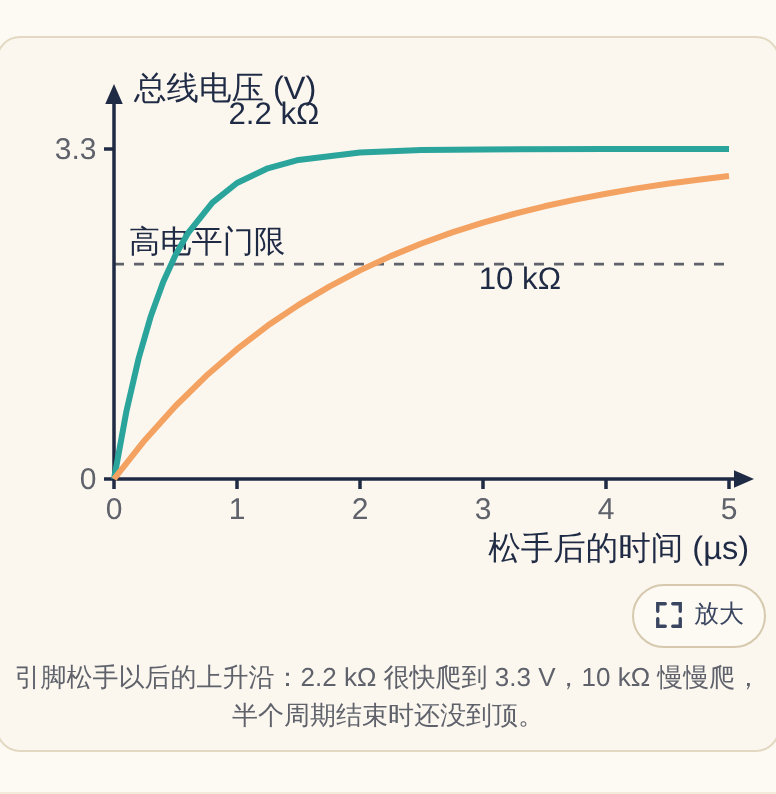 总线电压 (V)
2.2 kΩ
3.3
高电平门限
10 kΩ
0
0 1 2 3 4 5
松手后的时间 (µs)
放大
引脚松手以后的上升沿：2.2 kΩ 很快爬到 3.3 V，10 kΩ 慢慢爬，
半个周期结束时还没到顶。